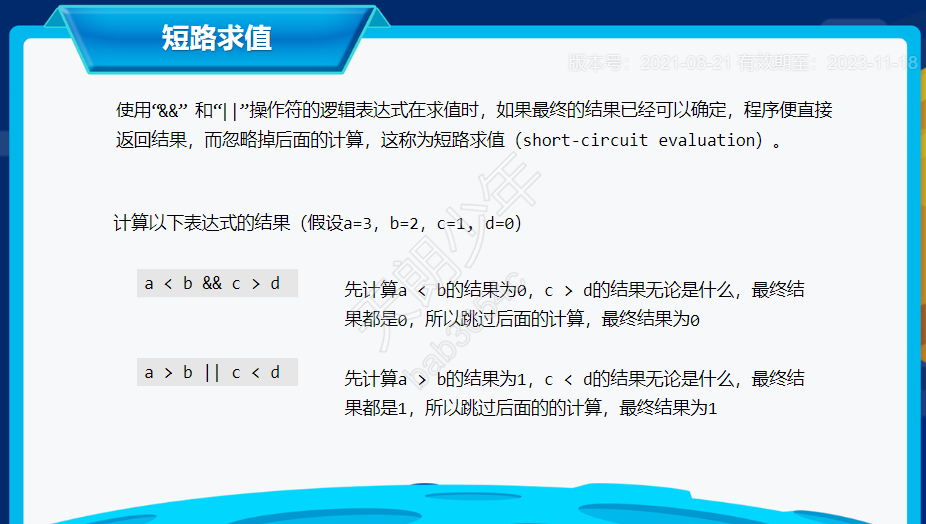 短路求值
版本号：2021-08-21 有效期至：2023-11-18
使用“&&” 和“||”操作符的逻辑表达式在求值时，如果最终的结果已经可以确定，程序便直接
返回结果，而忽略掉后面的计算，这称为短路求值（short-circuit evaluation）。
计算以下表达式的结果（假设a=3，b=2，c=1，d=0）
a < b && c > d
先计算a < b的结果为0，c > d的结果无论是什么，最终结
果都是0，所以跳过后面的计算，最终结果为0
a > b || c < d
先计算a > b的结果为1，c < d的结果无论是什么，最终结
果都是1，所以跳过后面的的计算，最终结果为1